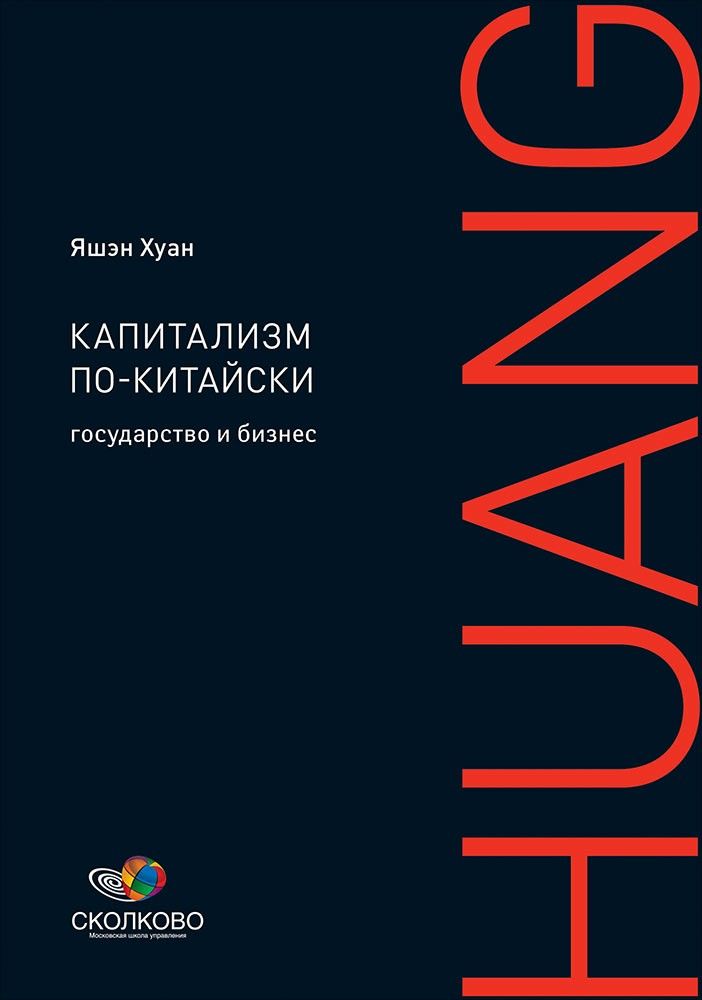 Яшэн Хуан
КАПИТАЛИЗМ
ПО-КИТАЙСКИ
государство и бизнес
HUANG
СКОЛКОВО
Московская школа управления